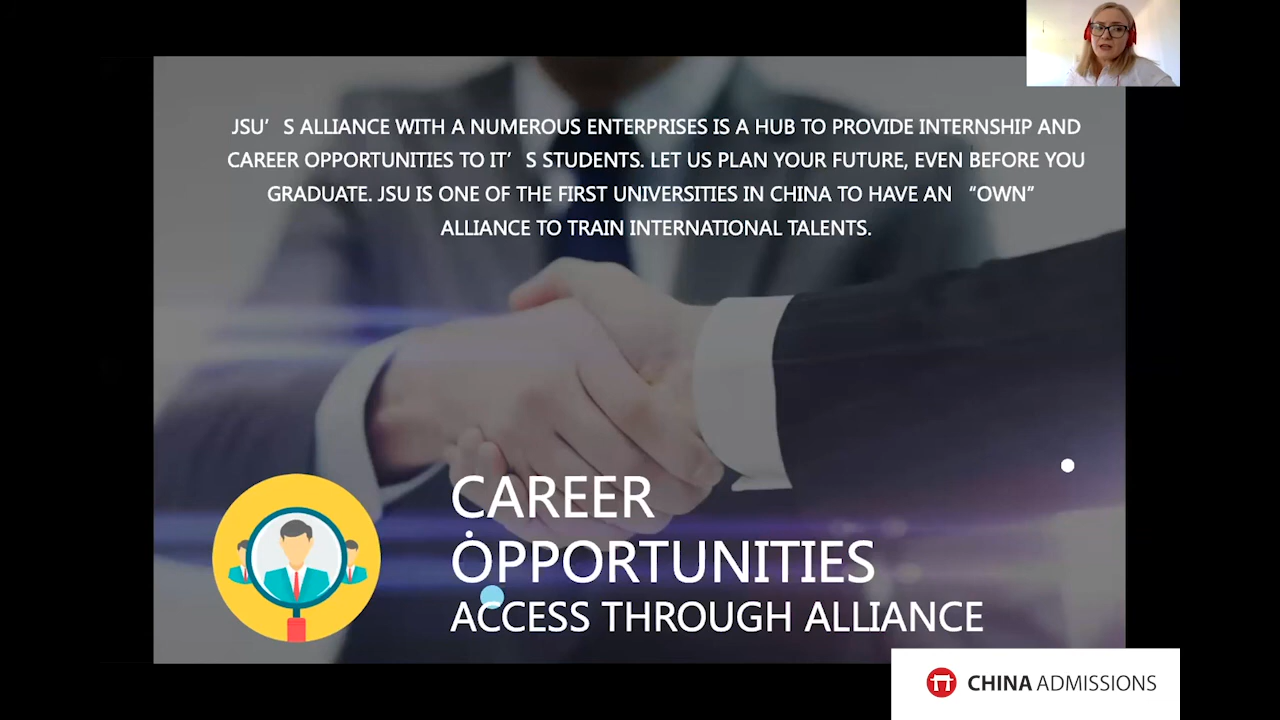 JSU'S ALLIANCE WITH A NUMEROUS ENTERPRISES IS A HUB TO PROVIDE INTERNSHIP AND
CAREER OPPORTUNITIES TO IT'S STUDENTS. LET US PLAN YOUR FUTURE, EVEN BEFORE YOU
GRADUATE. JSU IS ONE OF THE FIRST UNIVERSITIES IN CHINA TO HAVE AN “OWN”
ALLIANCE TO TRAIN INTERNATIONAL TALENTS.
CAREER
OPPORTUNITIES
ACCESS THROUGH ALLIANCE
CHINA ADMISSIONS